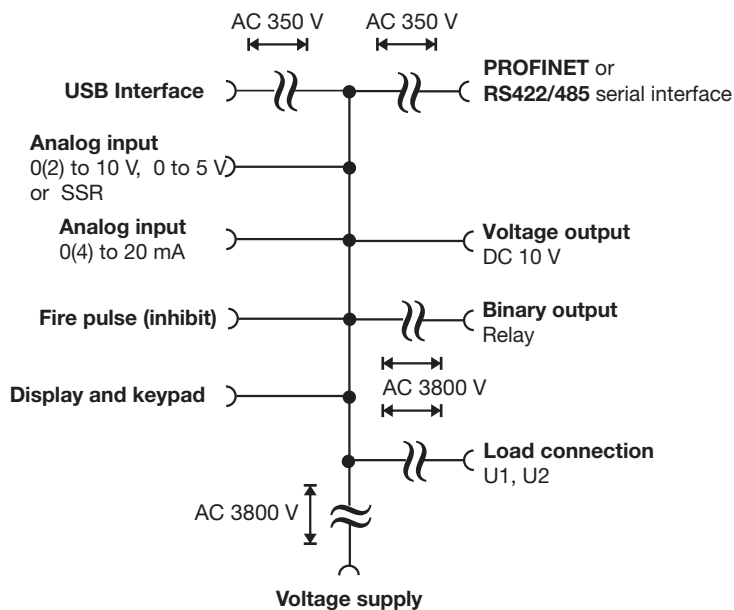 AC 350 V
AC 350 V
USB Interface
PROFINET or
RS422/485 serial interface
Analog input
0(2) to 10 V, 0 to 5 V
or SSR
Analog input
0(4) to 20 mA
Voltage output
DC 10 V
Fire pulse (inhibit)
Binary output
Relay
AC 3800 V
Display and keypad
Load connection
U1, U2
AC 3800 V
Voltage supply